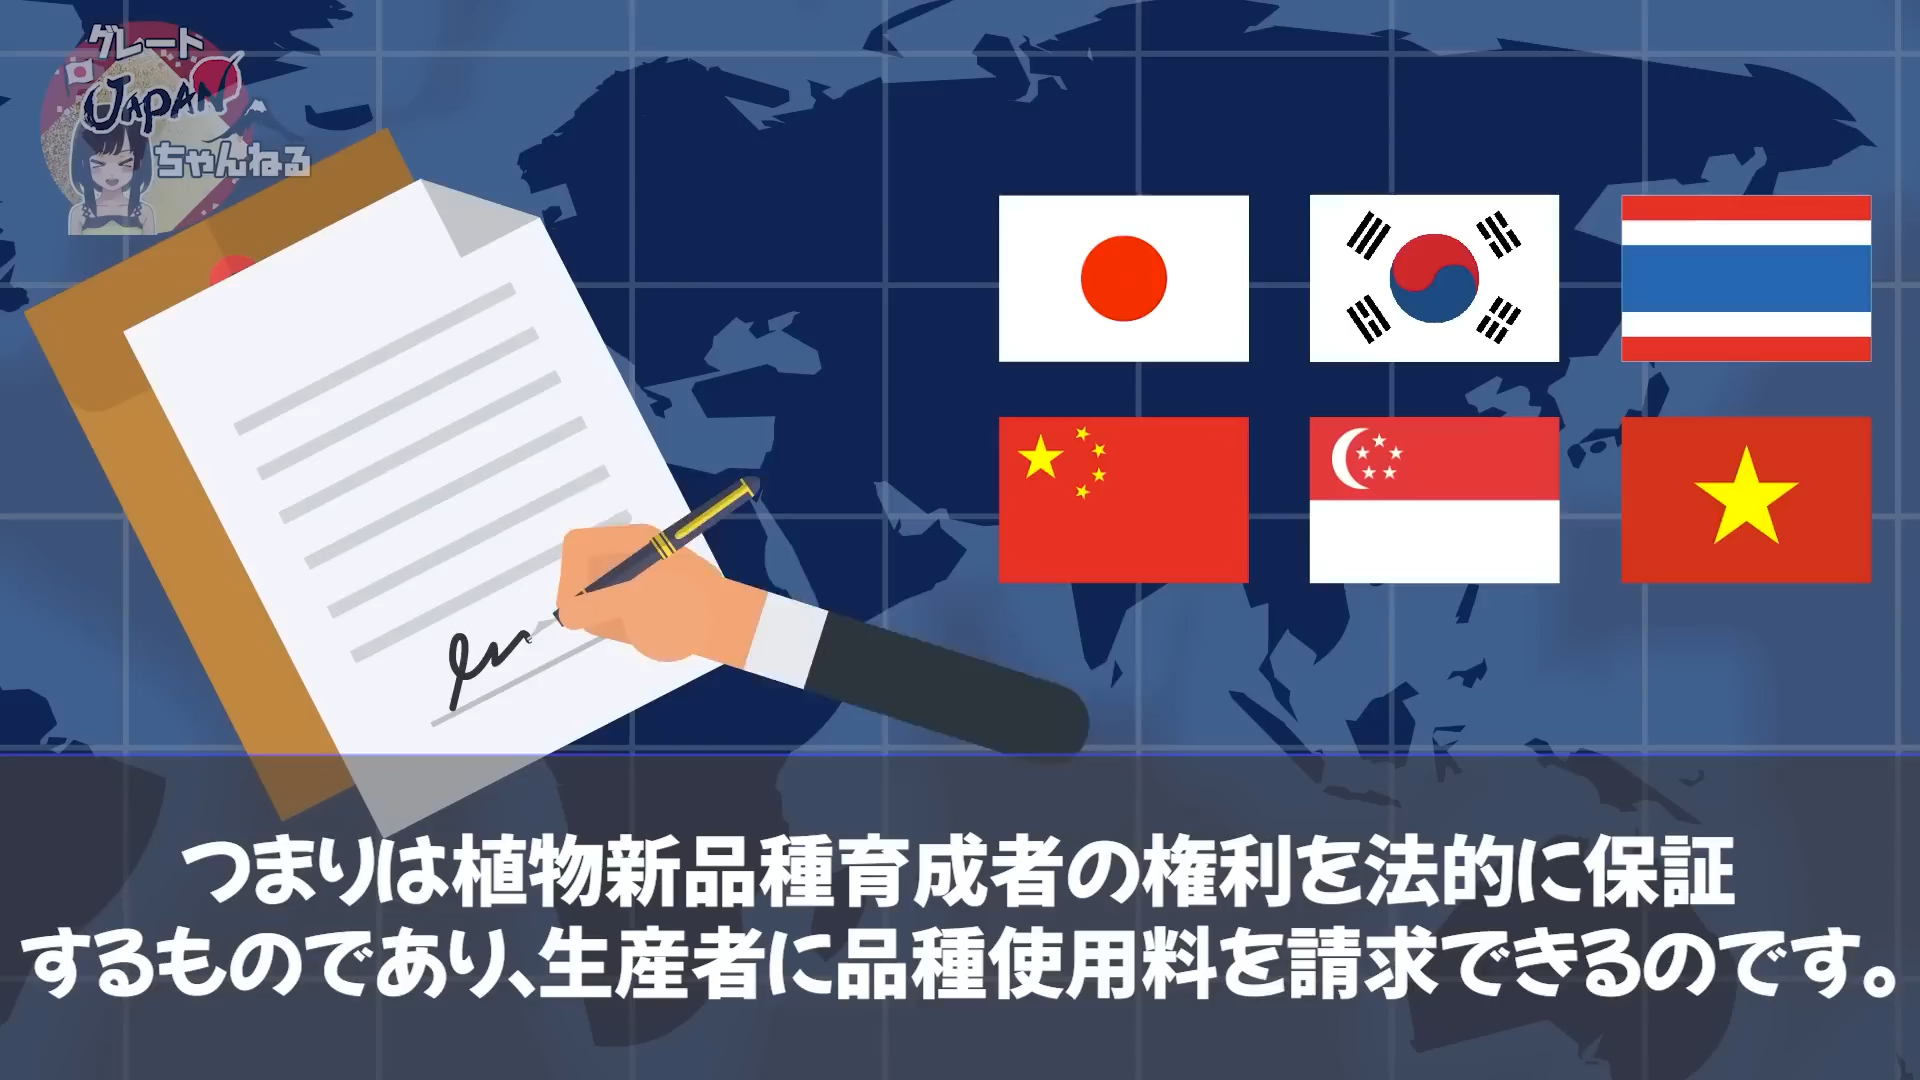 グレート
JAPAN
ちゃんねる
つまりは植物新品種育成者の権利を法的に保証
するものであり、生産者に品種使用料を請求できるのです。